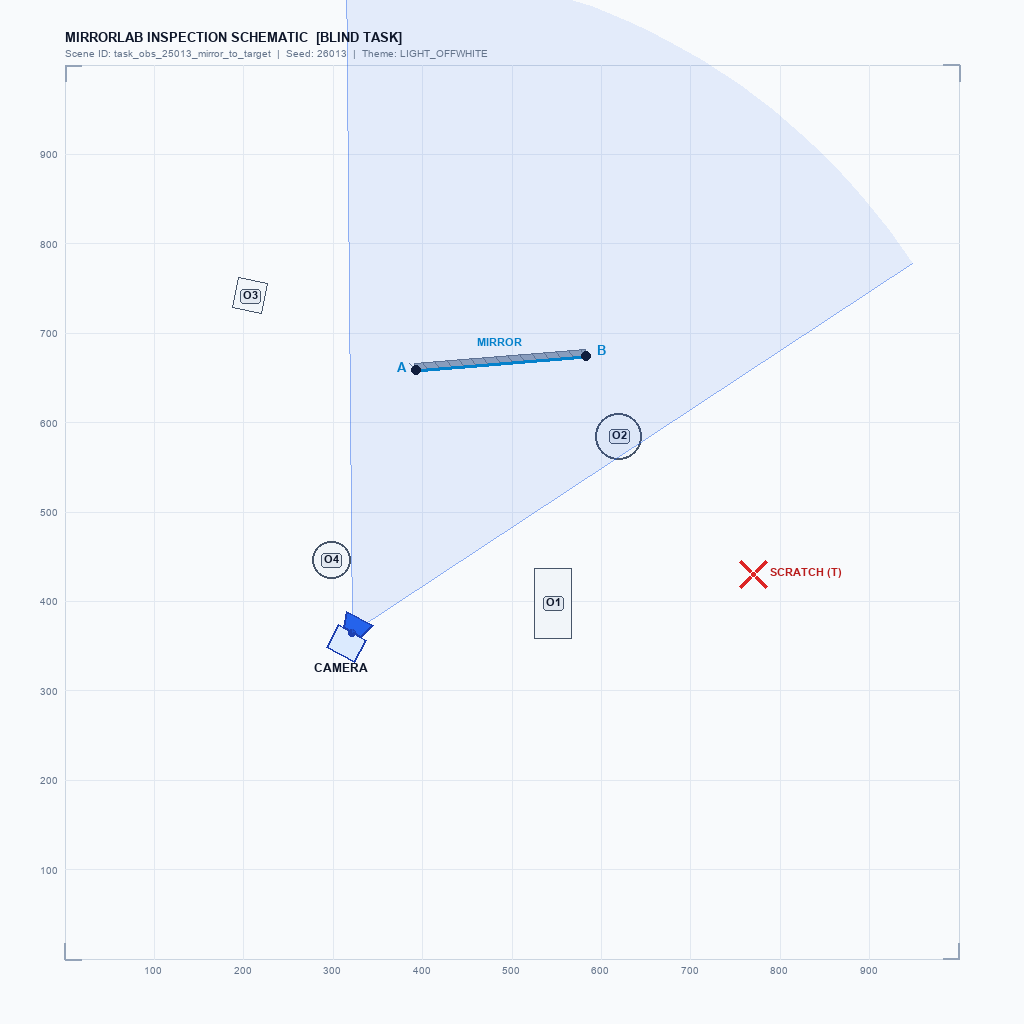 MIRRORLAB INSPECTION SCHEMATIC [BLIND TASK]
Scene ID: task_obs_25013_mirror_to_target | Seed: 26013 | Theme: LIGHT_OFFWHITE
900
800
O3
700
MIRROR
A
B
600
O2
500
O4
SCRATCH (T)
400
O1
CAMERA
300
200
100
100 200 300 400 500 600 700 800 900